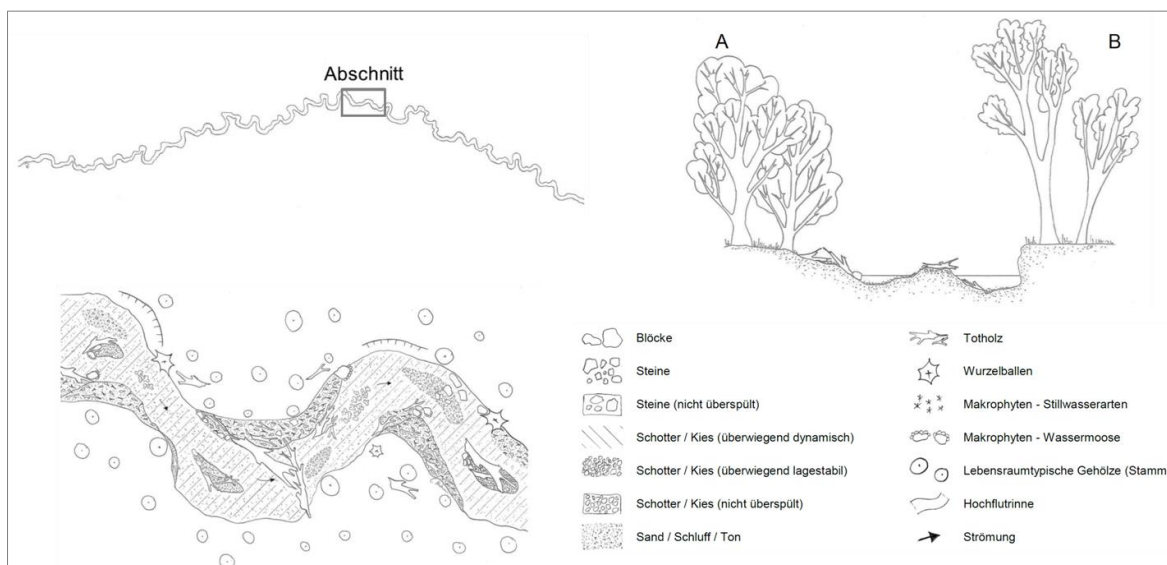 Abschnitt
A
B
Blöcke
Steine
Steine (nicht überspült)
Schotter / Kies (überwiegend dynamisch)
Schotter / Kies (überwiegend lagestabil)
Schotter / Kies (nicht überspült)
Sand / Schluff / Ton
Totholz
Wurzelballen
Makrophyten - Stillwasserarten
Makrophyten - Wassermoose
Lebensraumtypische Gehölze (Stamm
Hochflutrinne
Strömung